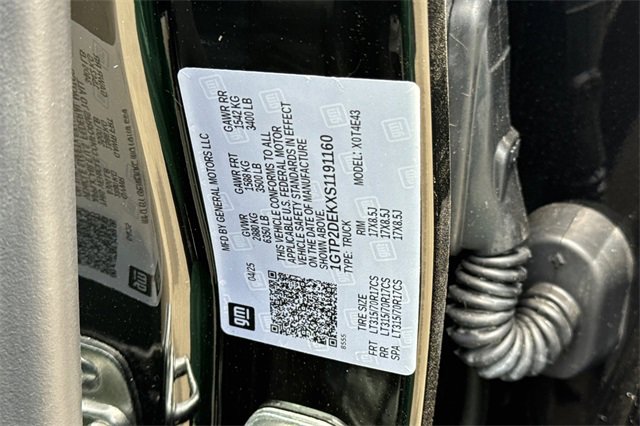 gm
MFD BY GENERAL MOTORS LLC
04/25
GVWR
2880 KG
6350 LB
GAWR FRT
1588 KG
3500 LB
GAWR RR
1542 KG
3400 LB
THIS VEHICLE CONFORMS TO ALL
APPLICABLE U.S. FEDERAL MOTOR
VEHICLE SAFETY STANDARDS IN EFFECT
ON THE DATE OF MANUFACTURE
SHOWN ABOVE.
1GTP2DEKXS1191160
TYPE: TRUCK
MODEL: X0T4E43
8555
TIRE SIZE RIM
FRT LT315/70R17CS 17X8.5J
RR LT315/70R17CS 17X8.5J
SPA LT315/70R17CS 17X8.5J
gm